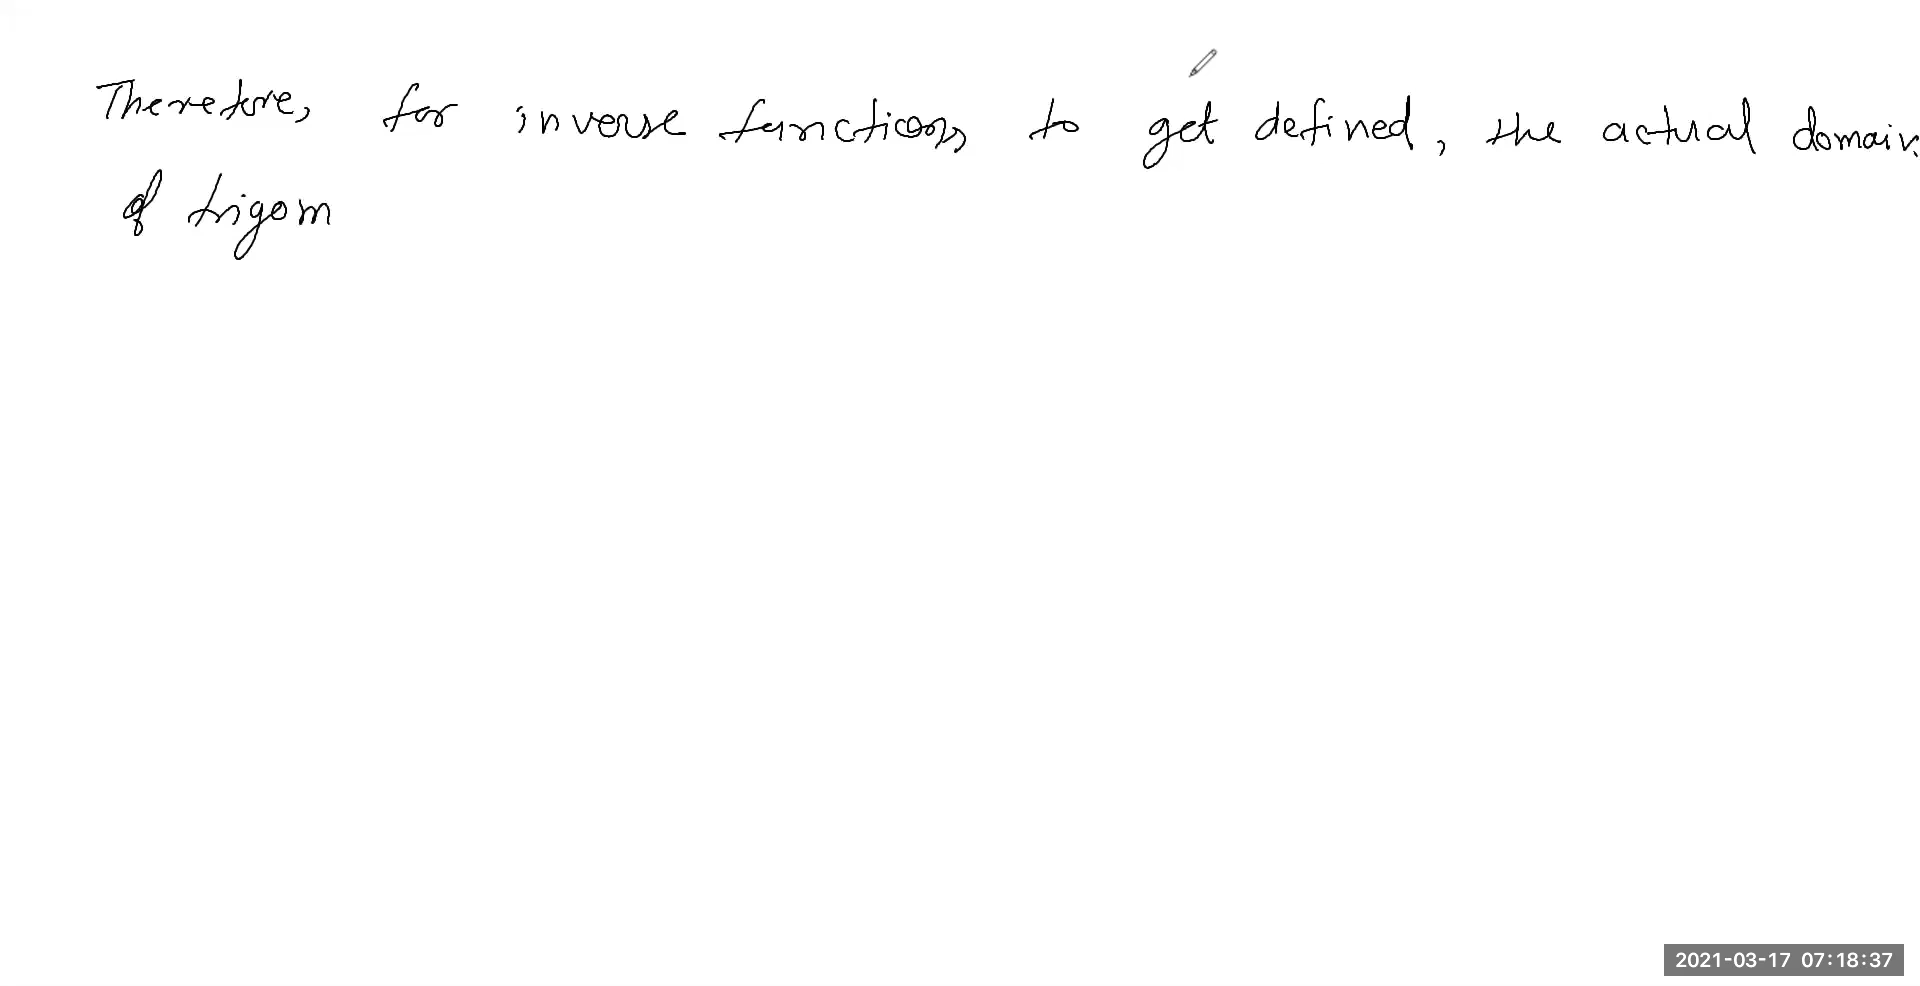 Therefore, for inverse functions to get defined, the actual domain
of trigom
2021-03-17 07:18:37